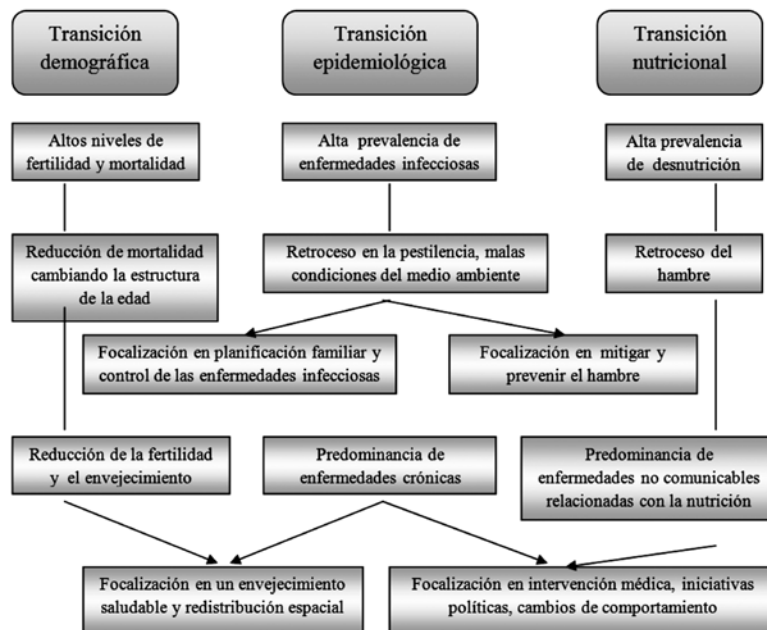 Transición
demográfica
Transición
epidemiológica
Transición
nutricional
Altos niveles de
fertilidad y mortalidad
Alta prevalencia de
enfermedades infecciosas
Alta prevalencia
de desnutrición
Reducción de mortalidad
cambiando la estructura
de la edad
Retroceso en la pestilencia, malas
condiciones del medio ambiente
Retroceso del
hambre
Focalización en planificación familiar y
control de las enfermedades infecciosas
Focalización en mitigar y
prevenir el hambre
Reducción de la fertilidad
y el envejecimiento
Predominancia de
enfermedades crónicas
Predominancia de
enfermedades no comunicables
relacionadas con la nutrición
Focalización en un envejecimiento
saludable y redistribución espacial
Focalización en intervención médica, iniciativas
políticas, cambios de comportamiento